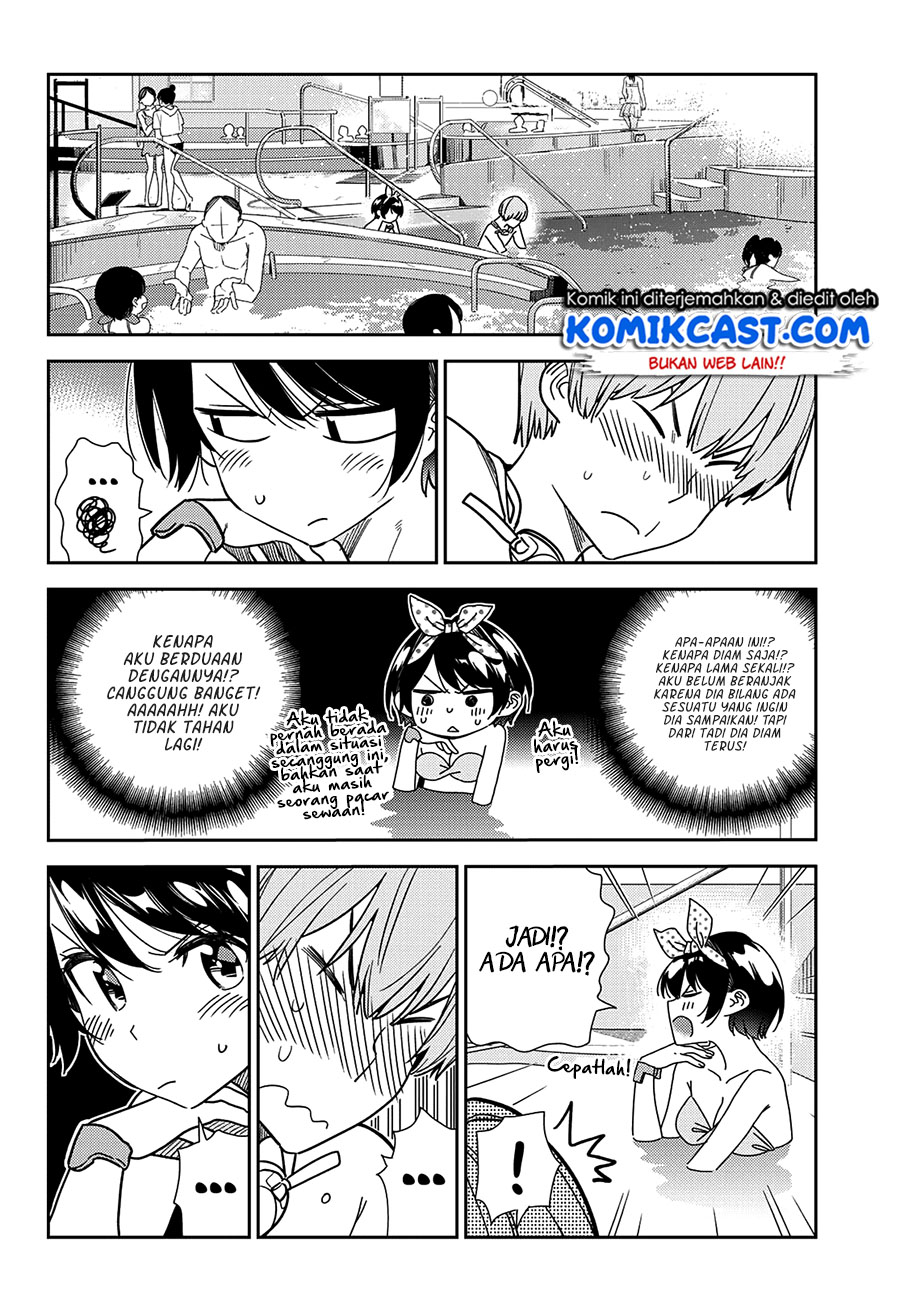 Komik ini diterjemahkan & diedit oleh
KOMIKCAST.COM
BUKAN WEB LAIN!!
...
APA-APAAN INI!?
KENAPA DIAM SAJA!?
KENAPA LAMA SEKALI!?
AKU BELUM BERANJAK
KARENA DIA BILANG ADA
SESUATU YANG INGIN
DIA SAMPAIKAN! TAPI
DARI TADI DIA DIAM
TERUS!
Aku
harus
pergi!
Aku tidak
pernah berada
dalam situasi
secanggung ini,
bahkan saat
aku masih
seorang pacar
sewaan!
KENAPA
AKU BERDUAAN
DENGANNYA!?
CANGGUNG BANGET!
AAAAAHH! AKU
TIDAK TAHAN
LAGI!
JADI!?
ADA APA!?
Cepatlah!
!
...
...